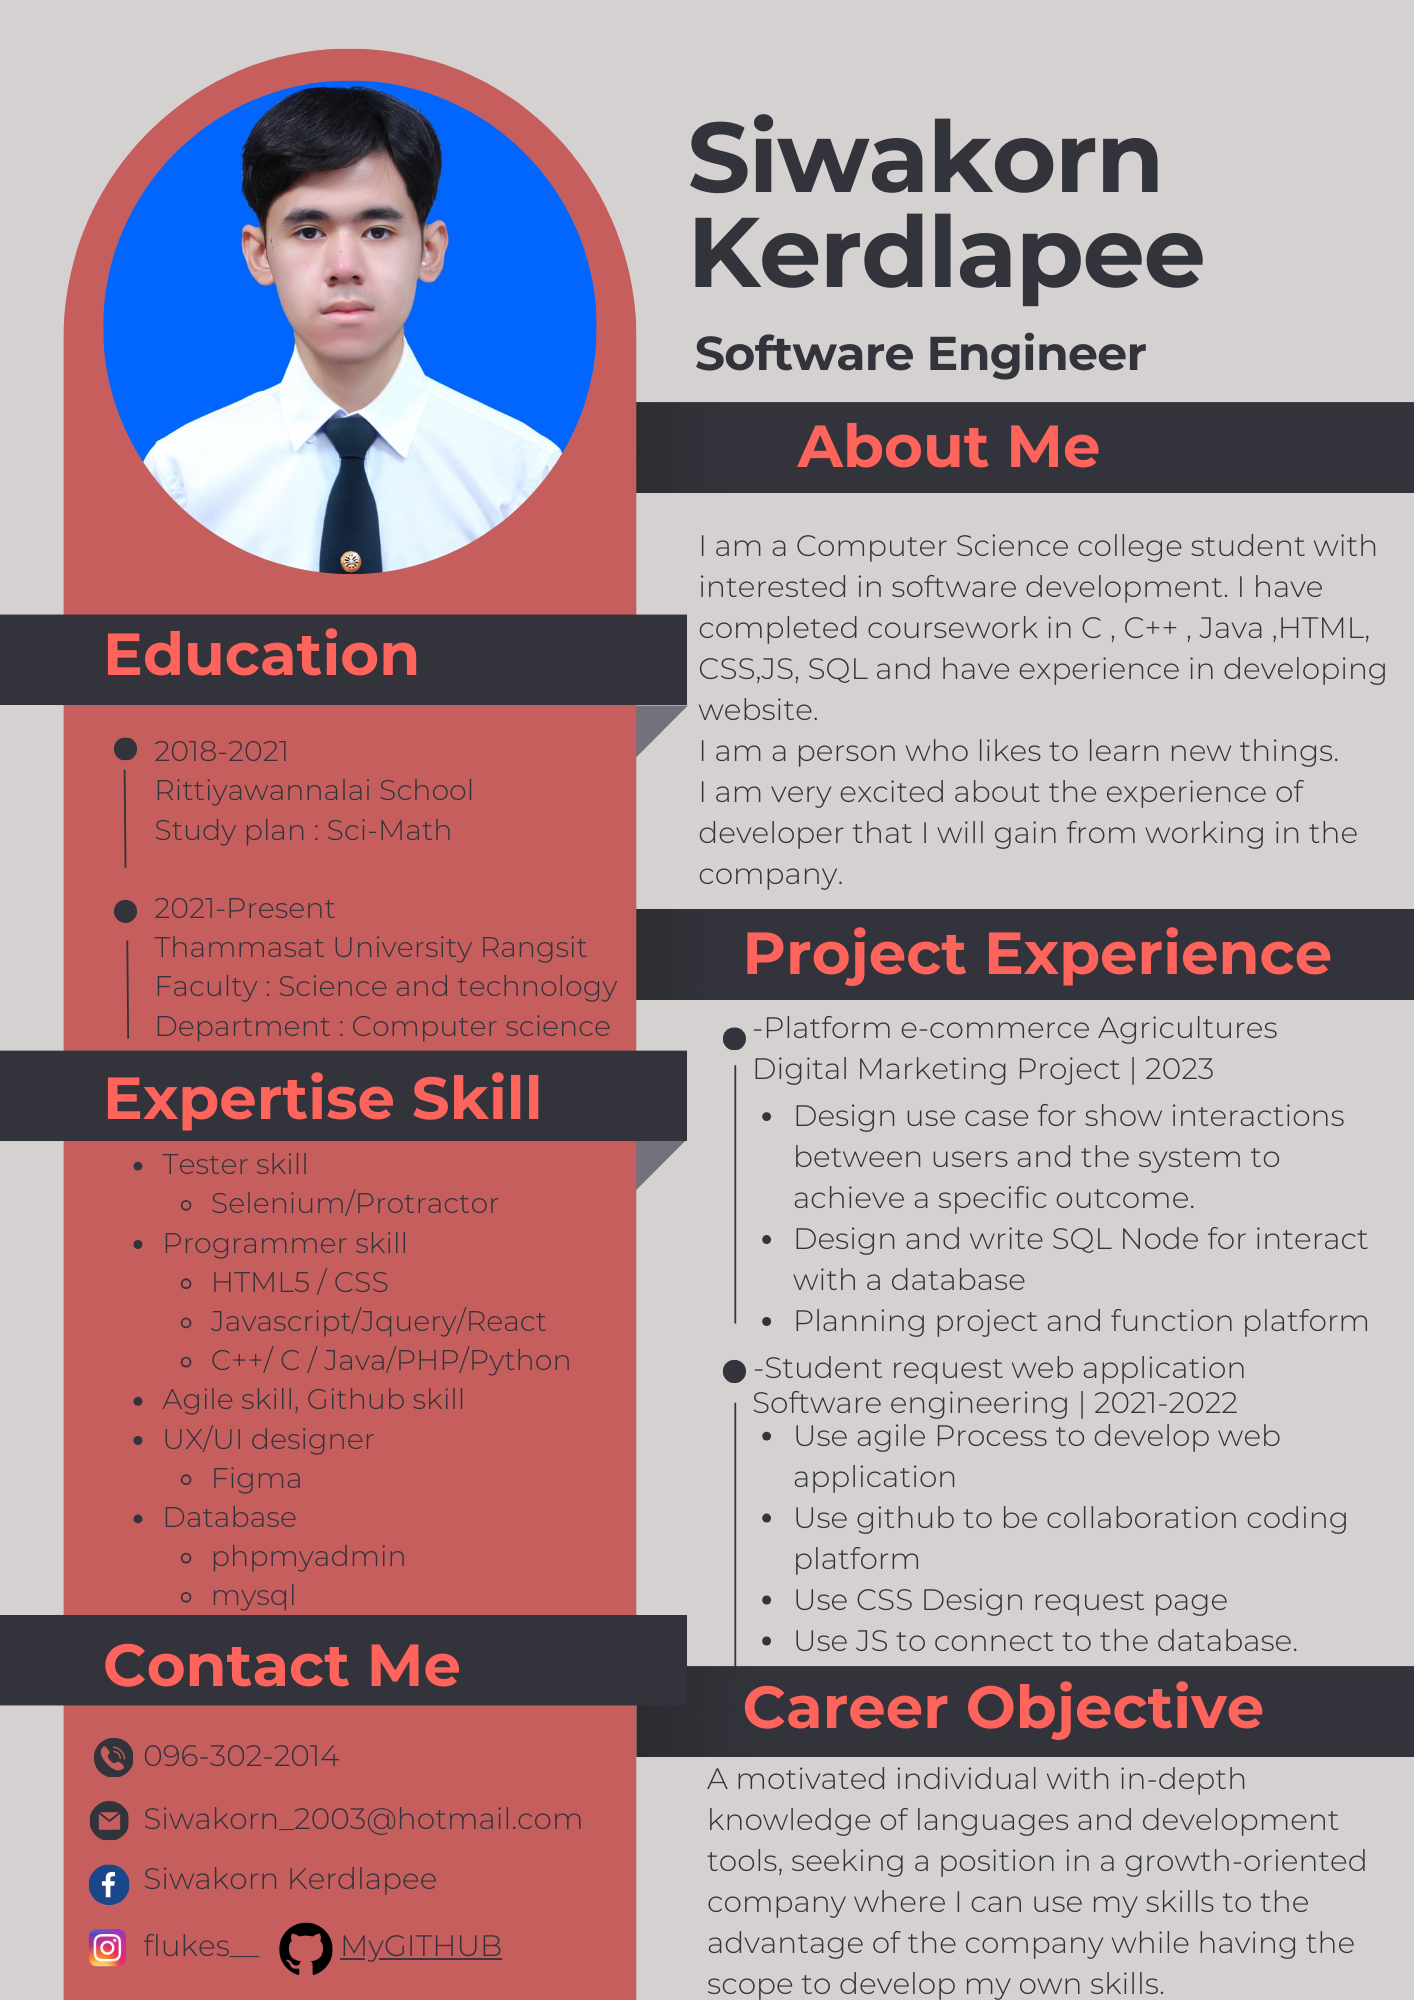 Siwakorn
Kerdlapee
Software Engineer
About Me
I am a Computer Science college student with
interested in software development. I have
completed coursework in C , C++ , Java ,HTML,
CSS,JS, SQL and have experience in developing
website.
I am a person who likes to learn new things.
I am very excited about the experience of
developer that I will gain from working in the
company.
Education
2018-2021
Rittiyawannalai School
Study plan : Sci-Math
2021-Present
Thammasat University Rangsit
Faculty : Science and technology
Department : Computer science
Expertise Skill
Tester skill
Selenium/Protractor
Programmer skill
HTML5 / CSS
Javascript/Jquery/React
C++/ C / Java/PHP/Python
Agile skill, Github skill
UX/UI designer
Figma
Database
phpmyadmin
mysql
Contact Me
096-302-2014
Siwakorn_2003@hotmail.com
Siwakorn Kerdlapee
flukes__
MyGITHUB
Project Experience
-Platform e-commerce Agricultures
Digital Marketing Project | 2023
Design use case for show interactions
between users and the system to
achieve a specific outcome.
Design and write SQL Node for interact
with a database
Planning project and function platform
-Student request web application
Software engineering | 2021-2022
Use agile Process to develop web
application
Use github to be collaboration coding
platform
Use CSS Design request page
Use JS to connect to the database.
Career Objective
A motivated individual with in-depth
knowledge of languages and development
tools, seeking a position in a growth-oriented
company where I can use my skills to the
advantage of the company while having the
scope to develop my own skills.